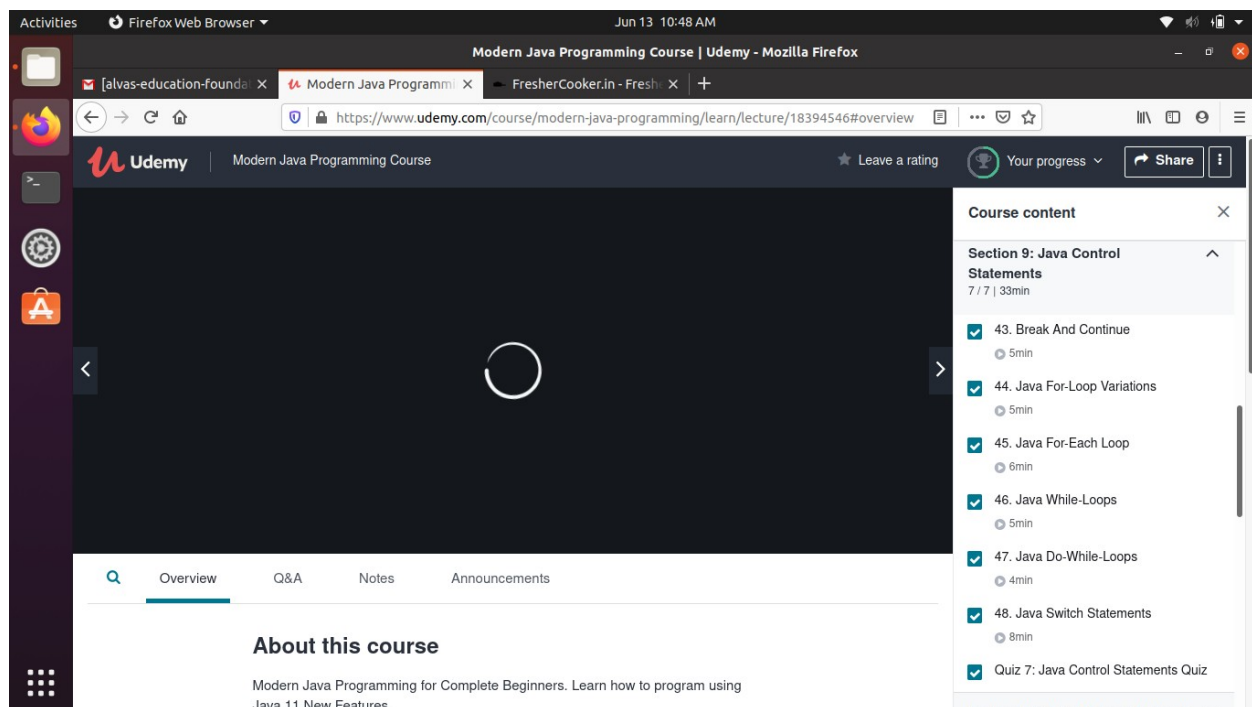 Activities
Firefox Web Browser
Jun 13 10:48 AM
Modern Java Programming Course | Udemy - Mozilla Firefox
[alvas-education-founda
Modern Java Programmi
FresherCooker.in - Freshe
https://www.udemy.com/course/modern-java-programming/learn/lecture/18394546#overview
Udemy
Modern Java Programming Course
Leave a rating
Your progress
Share
Course content
Section 9: Java Control
Statements
7 / 7 | 33min
43. Break And Continue
5min
44. Java For-Loop Variations
5min
45. Java For-Each Loop
6min
46. Java While-Loops
5min
47. Java Do-While-Loops
4min
48. Java Switch Statements
8min
Quiz 7: Java Control Statements Quiz
Overview
Q&A
Notes
Announcements
About this course
Modern Java Programming for Complete Beginners. Learn how to program using
Java 11 New Features